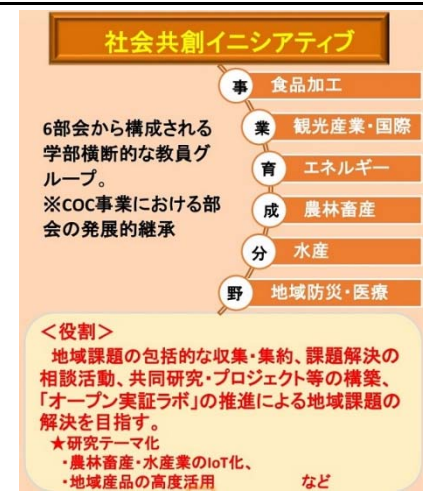 社会共創イニシアティブ
6部会から構成される
学部横断的な教員グ
ループ。
※COC事業における部
会の発展的継承
事 食品加工
業 観光産業・国際
育 エネルギー
成 農林畜産
分 水産
野 地域防災・医療
＜役割＞
地域課題の包括的な収集・集約、課題解決の
相談活動、共同研究・プロジェクト等の構築、
「オープン実証ラボ」の推進による地域課題の
解決を目指す。
★研究テーマ化
・農林畜産・水産業のIoT化、
・地域産品の高度活用 など